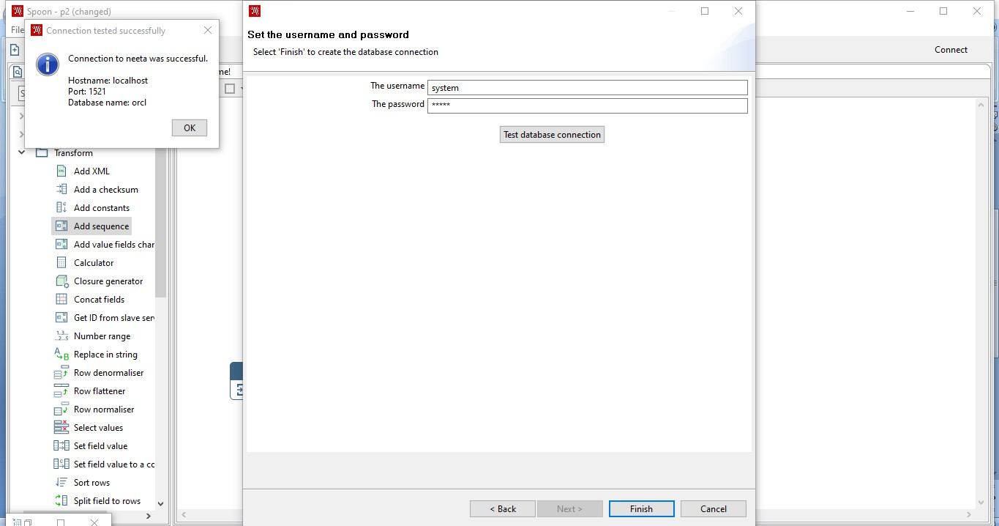 Spoon - p2 (changed)
File
Connection tested successfully
Connection to neeta was successful.
Hostname: localhost
Port: 1521
Database name: orcl
OK
me!
Connect
Set the username and password
Select 'Finish' to create the database connection
The username
system
The password
*****
Test database connection
Transform
Add XML
Add a checksum
Add constants
Add sequence
Add value fields char
Calculator
Closure generator
Concat fields
Get ID from slave serv
Number range
Replace in string
Row denormaliser
Row flattener
Row normaliser
Select values
Set field value
Set field value to a co
Sort rows
Split field to rows
< Back
Next >
Finish
Cancel